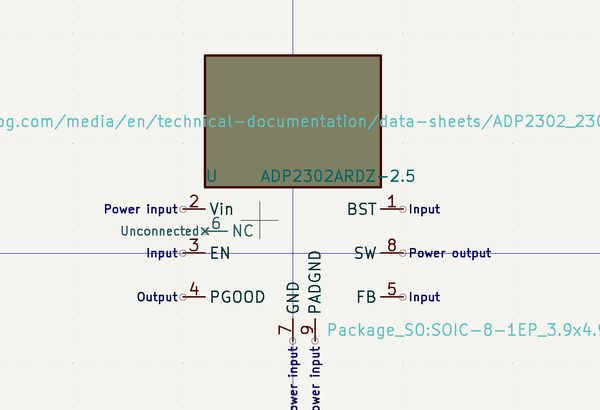 og.com/media/en/technical-documentation/data-sheets/ADP2302_230
U ADP2302ARDZ-2.5
Power input 2 Vin BST 1 Input
Unconnected 6 NC
Input 3 EN SW 8 Power output
Output 4 PGOOD FB 5 Input
GND
PADGND
7
9
Package_SO:SOIC-8-1EP_3.9x4.9
ower input
ower input